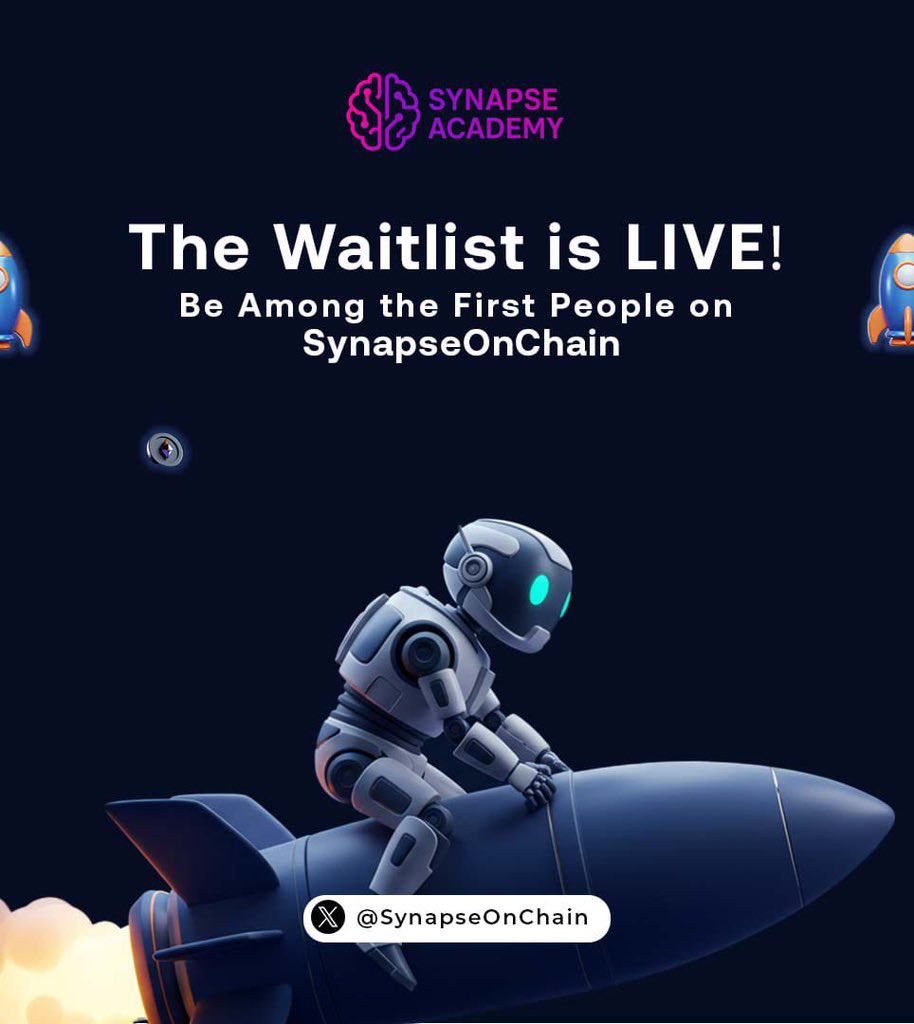 SYNAPSE
ACADEMY
The Waitlist is LIVE!
Be Among the First People on
SynapseOnChain
@SynapseOnChain